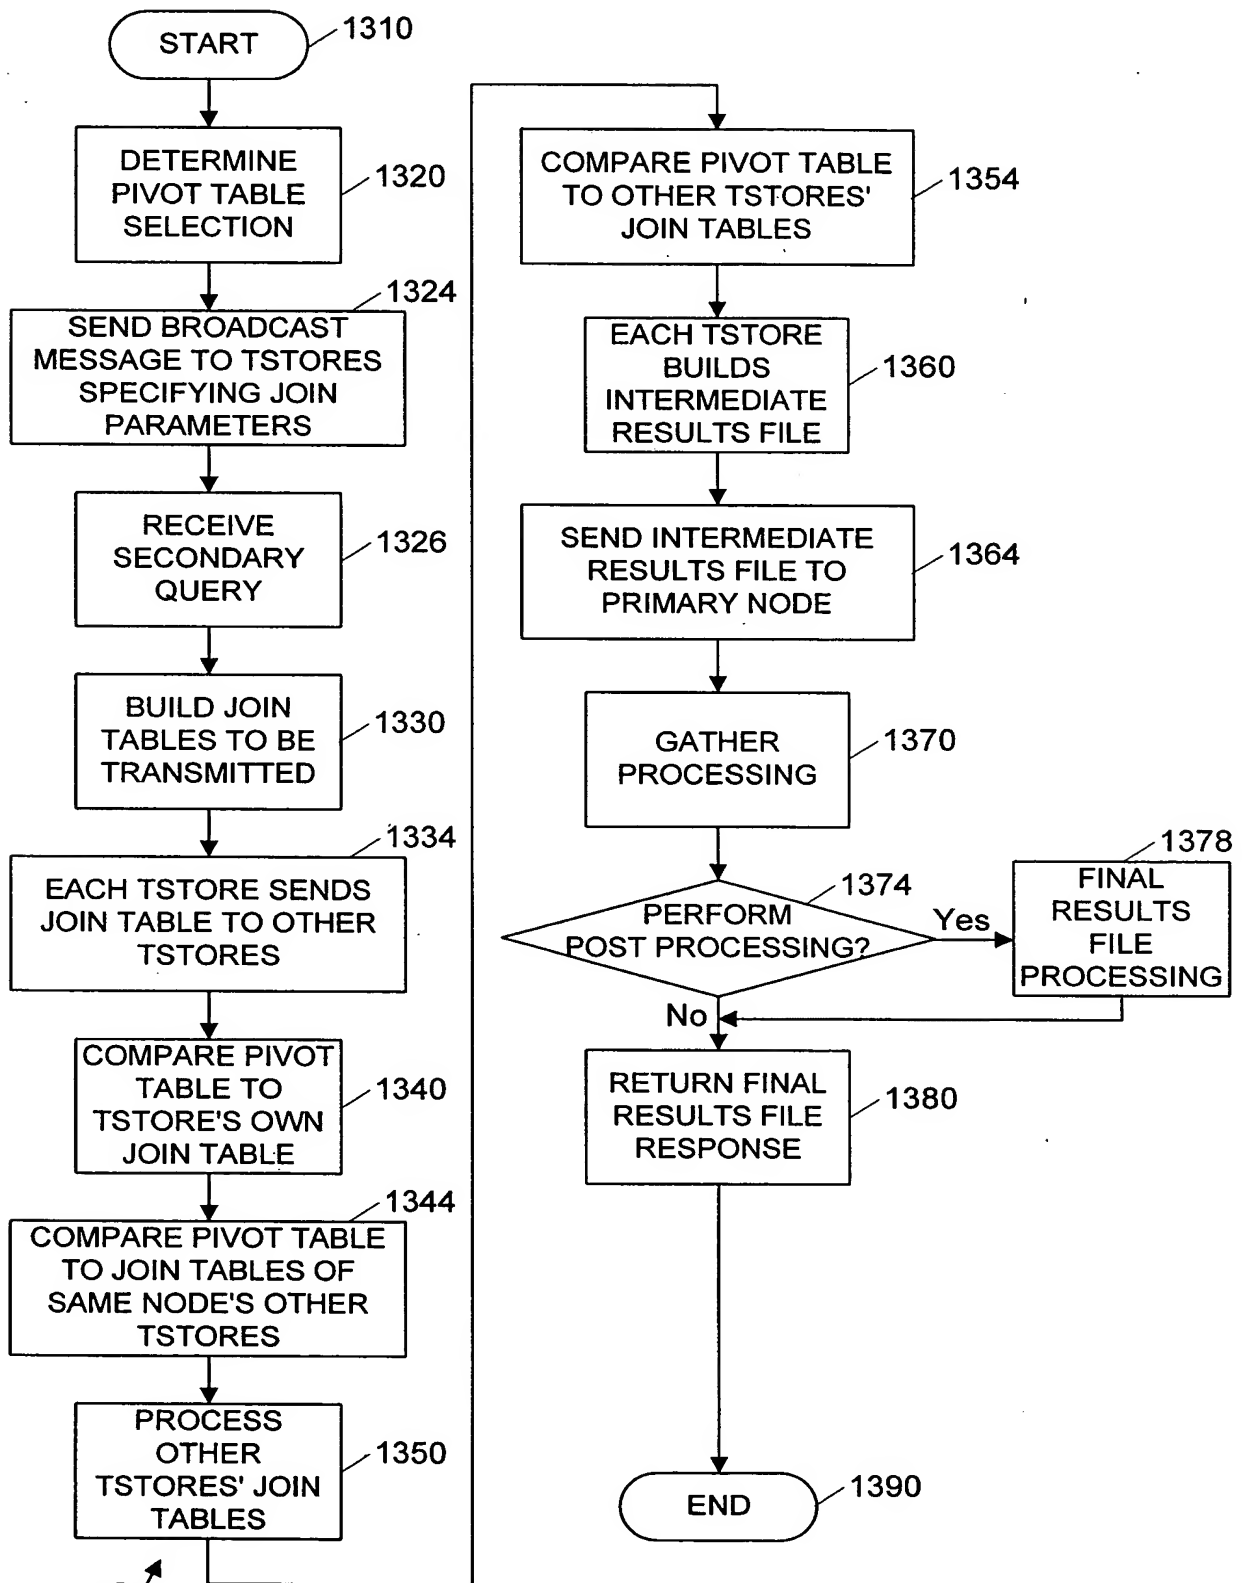 START
1310
DETERMINE
PIVOT TABLE
SELECTION
1320
1324
SEND BROADCAST
MESSAGE TO TSTORES
SPECIFYING JOIN
PARAMETERS
RECEIVE
SECONDARY
QUERY
1326
BUILD JOIN
TABLES TO BE
TRANSMITTED
1330
1334
EACH TSTORE SENDS
JOIN TABLE TO OTHER
TSTORES
COMPARE PIVOT
TABLE TO
TSTORE'S OWN
JOIN TABLE
1340
1344
COMPARE PIVOT TABLE
TO JOIN TABLES OF
SAME NODE'S OTHER
TSTORES
PROCESS
OTHER
TSTORES' JOIN
TABLES
1350
COMPARE PIVOT TABLE
TO OTHER TSTORES'
JOIN TABLES
1354
EACH TSTORE
BUILDS
INTERMEDIATE
RESULTS FILE
1360
SEND INTERMEDIATE
RESULTS FILE TO
PRIMARY NODE
1364
GATHER
PROCESSING
1370
1374
PERFORM
POST PROCESSING?
Yes
No
1378
FINAL
RESULTS
FILE
PROCESSING
RETURN FINAL
RESULTS FILE
RESPONSE
1380
END
1390